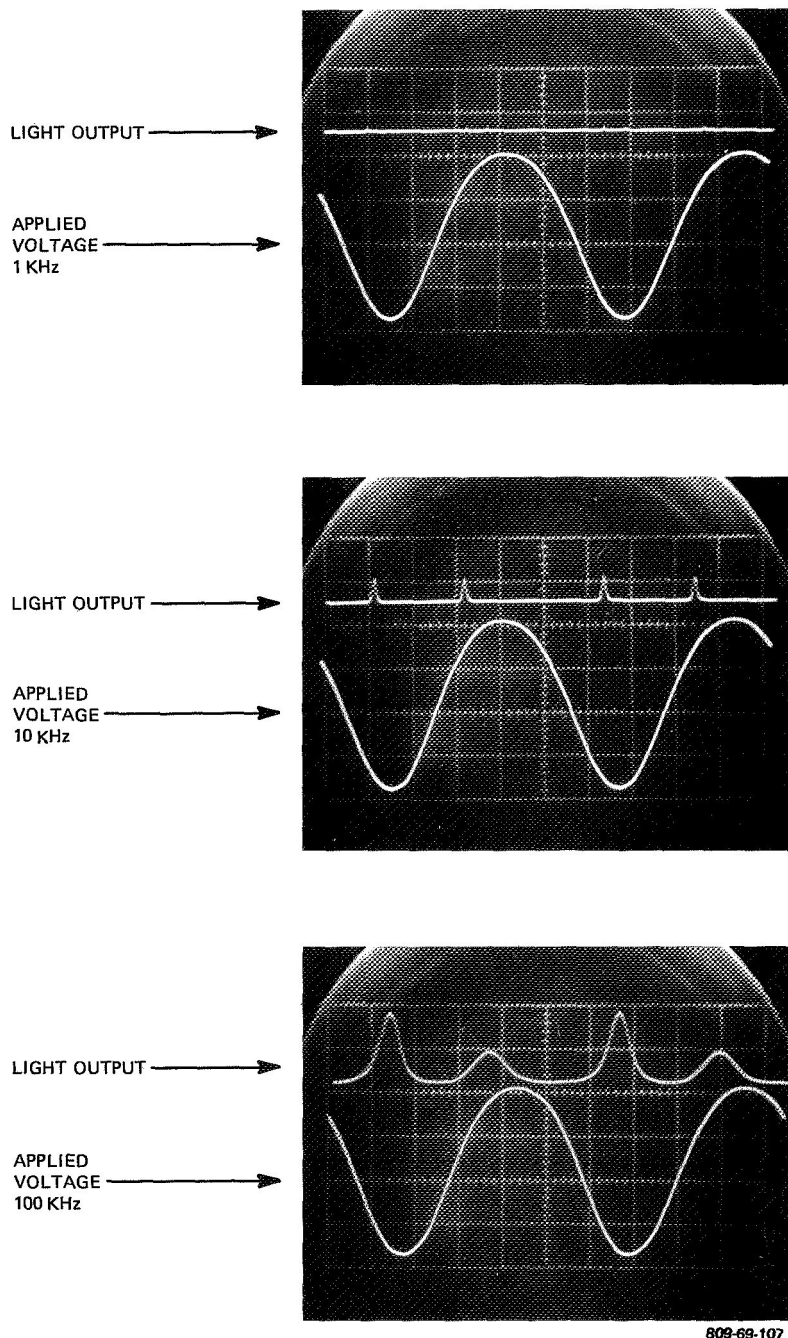 LIGHT OUTPUT
APPLIED
VOLTAGE
1 KHz
LIGHT OUTPUT
APPLIED
VOLTAGE
10 KHz
LIGHT OUTPUT
APPLIED
VOLTAGE
100 KHz
809-69-107